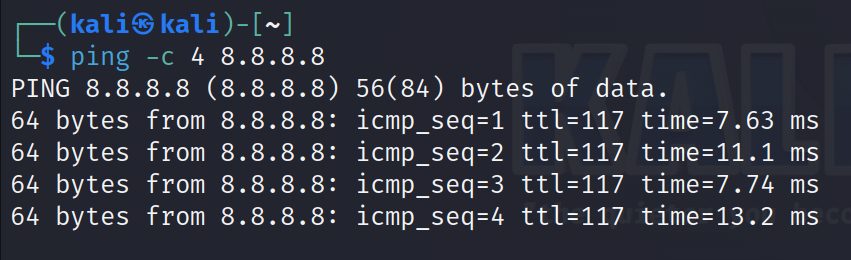 ┌──(kali㉿kali)-[~]
└─$ ping -c 4 8.8.8.8
PING 8.8.8.8 (8.8.8.8) 56(84) bytes of data.
64 bytes from 8.8.8.8: icmp_seq=1 ttl=117 time=7.63 ms
64 bytes from 8.8.8.8: icmp_seq=2 ttl=117 time=11.1 ms
64 bytes from 8.8.8.8: icmp_seq=3 ttl=117 time=7.74 ms
64 bytes from 8.8.8.8: icmp_seq=4 ttl=117 time=13.2 ms